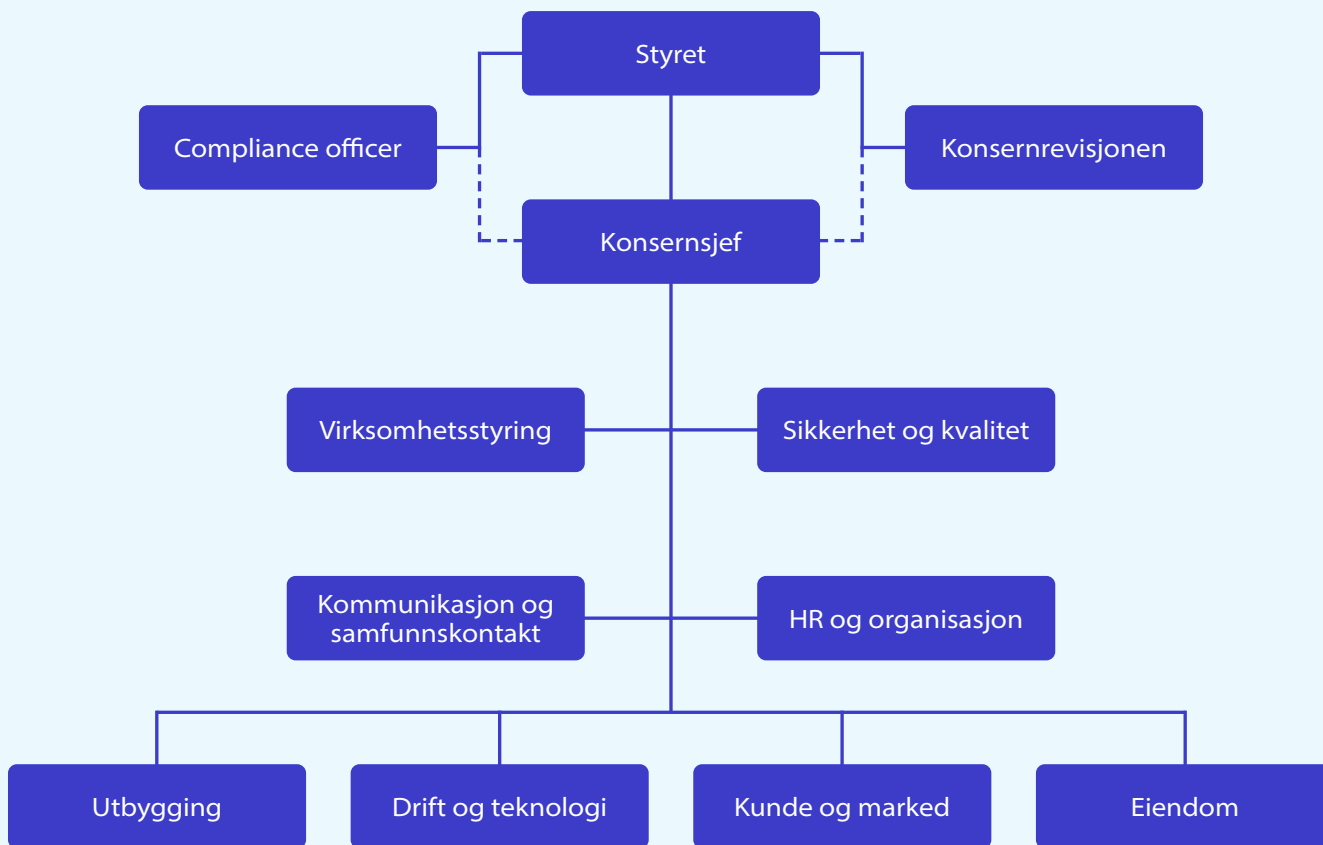 Styret
Compliance officer
Konsernrevisjonen
Konsernsjef
Virksomhetsstyring
Sikkerhet og kvalitet
Kommunikasjon og
samfunnskontakt
HR og organisasjon
Utbygging
Drift og teknologi
Kunde og marked
Eiendom